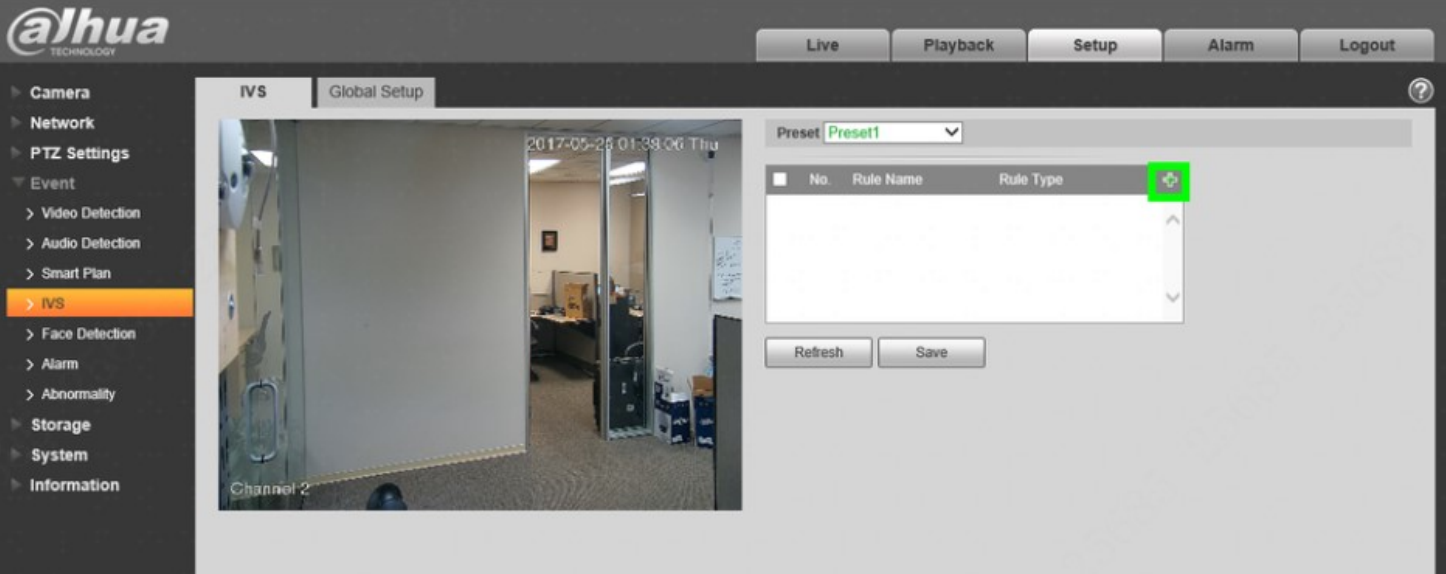 alhua
TECHNOLOGY
Live
Playback
Setup
Alarm
Logout
Camera
Network
PTZ Settings
Event
Video Detection
Audio Detection
Smart Plan
IVS
Face Detection
Alarm
Abnormality
Storage
System
Information
IVS
Global Setup
?
2017-05-25 01:38:06 Thu
Channel 2
Preset Preset1
No. Rule Name Rule Type
Refresh
Save